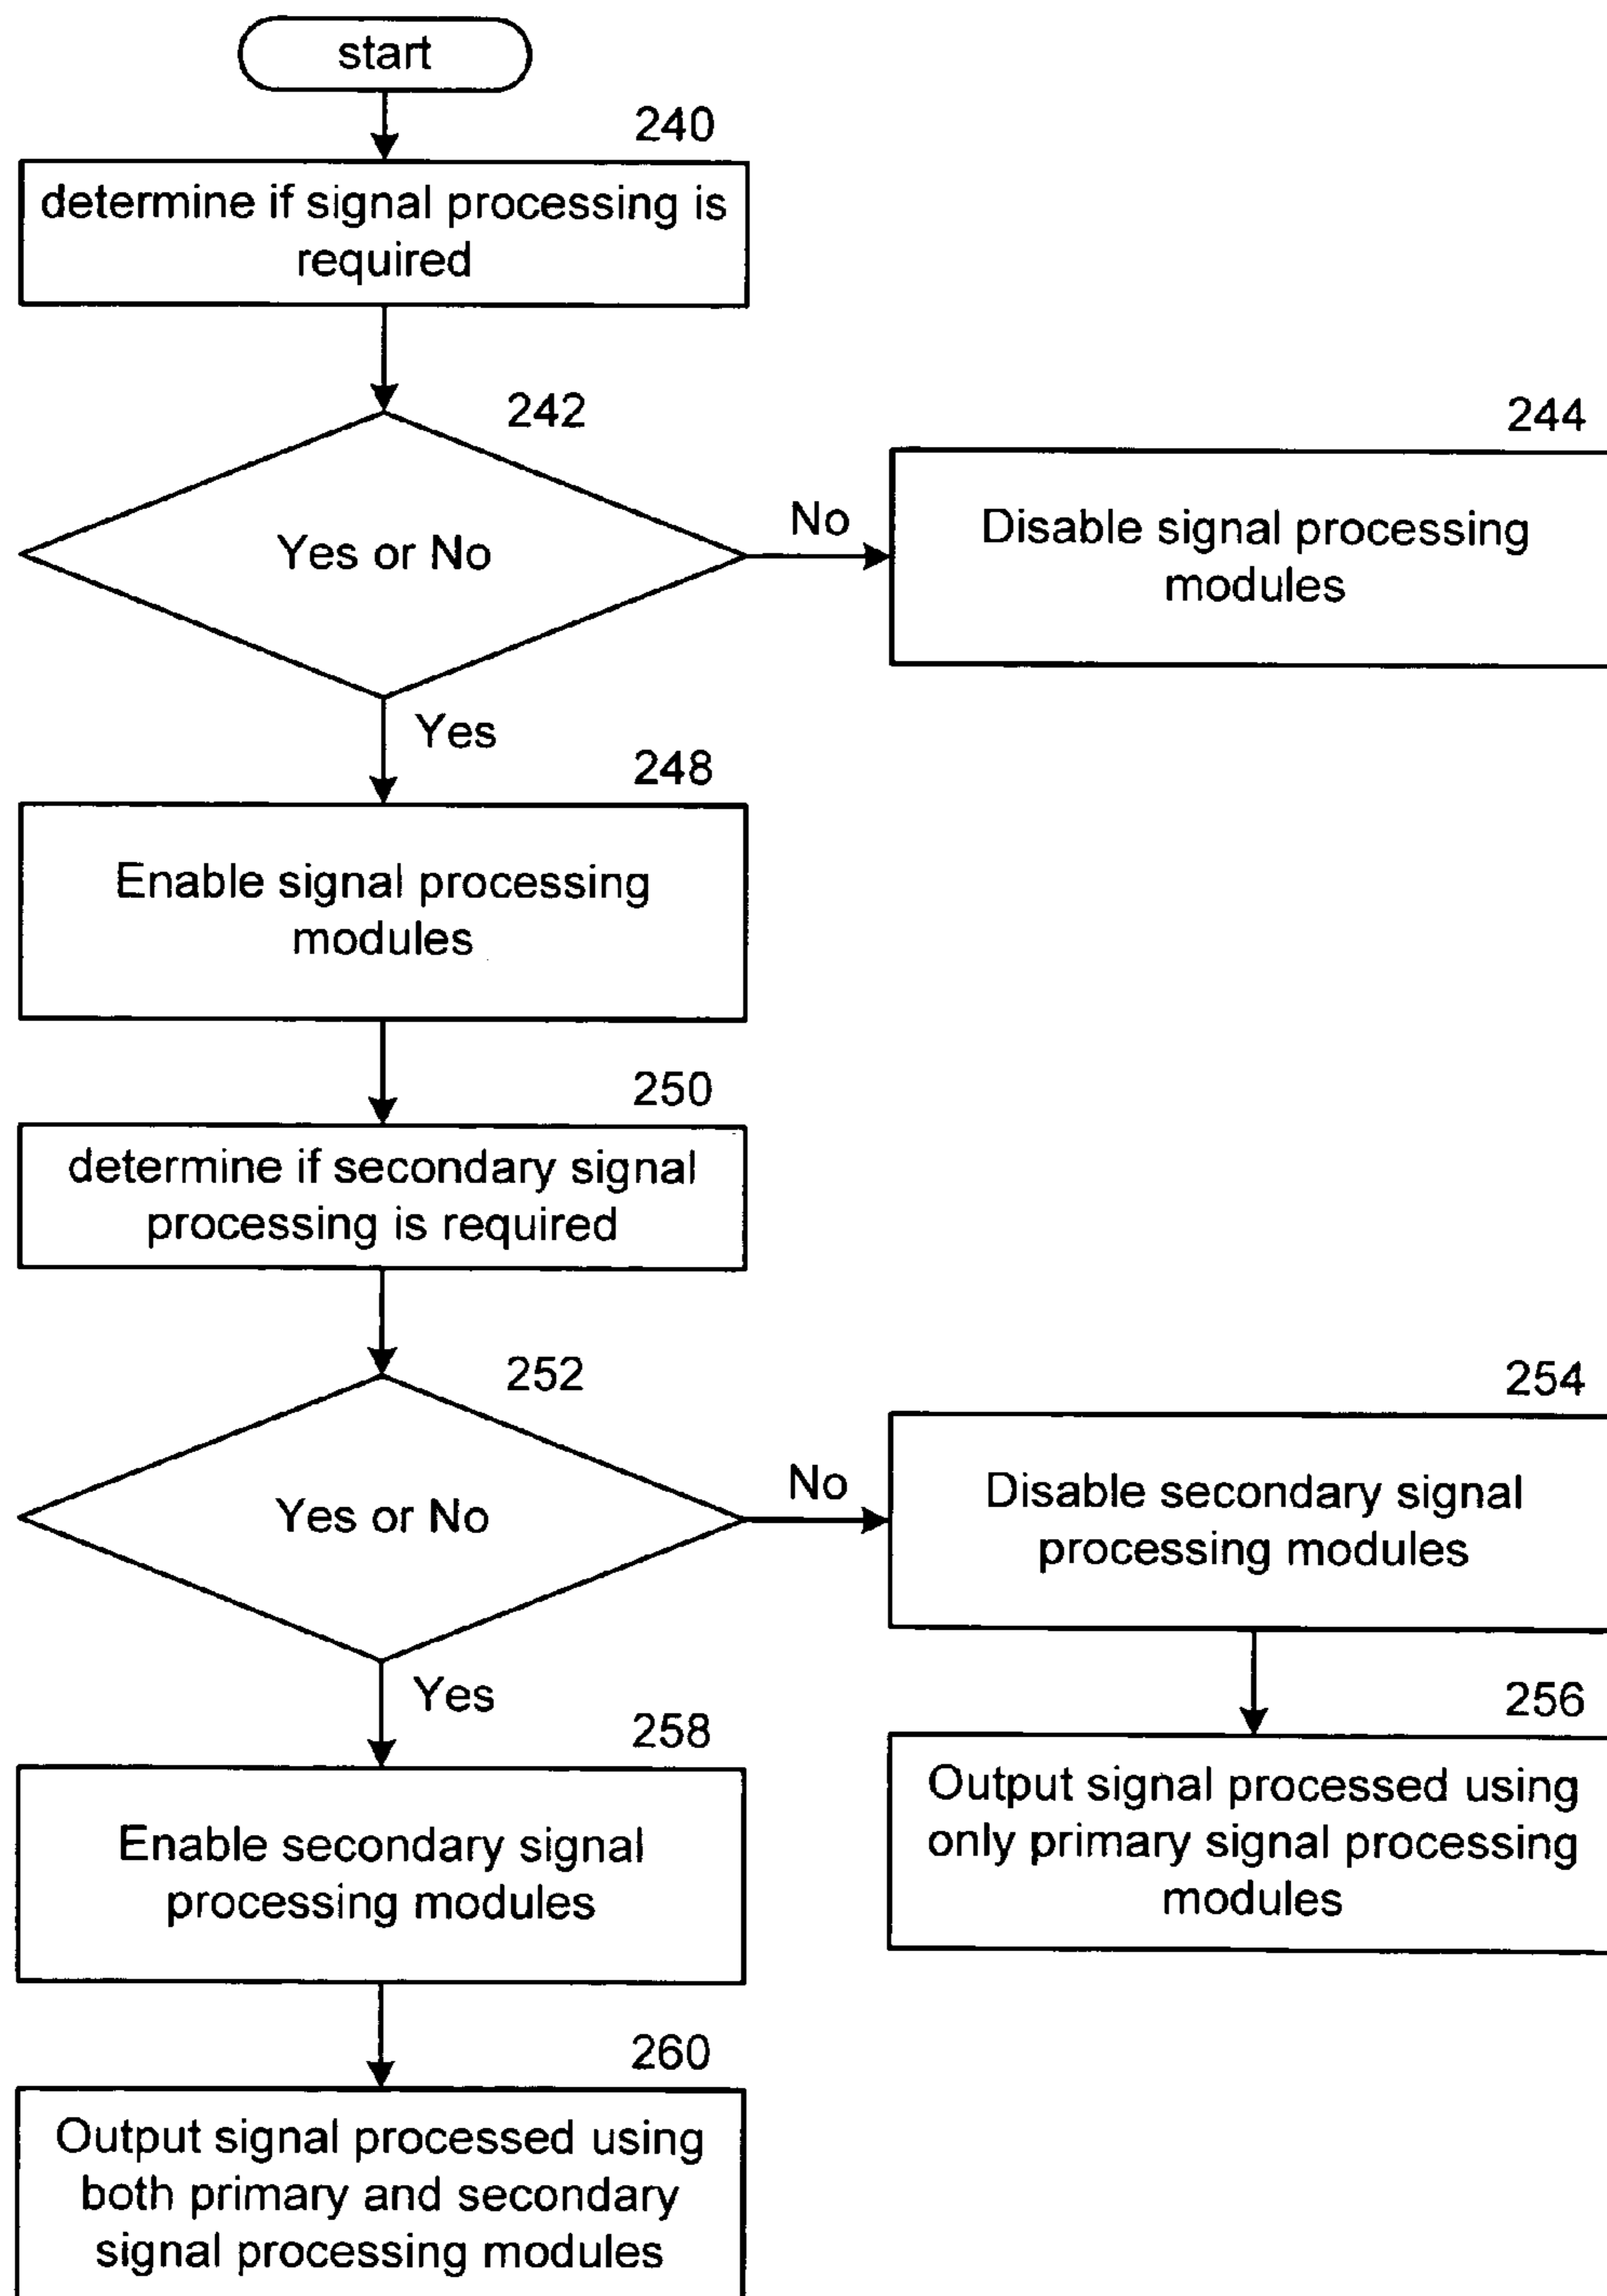 start
240
determine if signal processing is
required
242
Yes or No
No
244
Disable signal processing
modules
Yes
248
Enable signal processing
modules
250
determine if secondary signal
processing is required
252
Yes or No
No
254
Disable secondary signal
processing modules
Yes
256
Output signal processed using
only primary signal processing
modules
258
Enable secondary signal
processing modules
260
Output signal processed using
both primary and secondary
signal processing modules